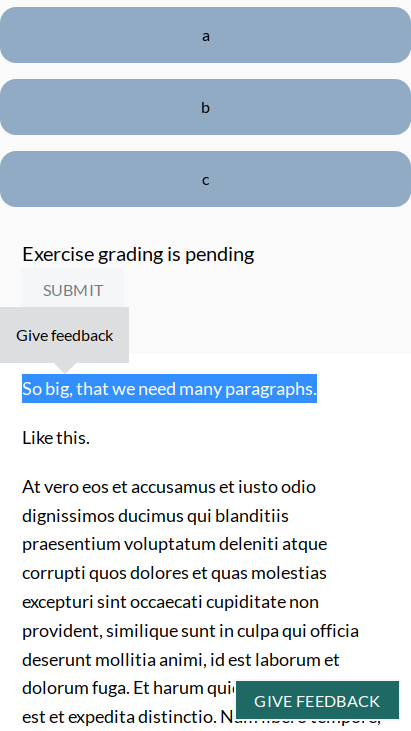 a
b
c
Exercise grading is pending
SUBMIT
Give feedback
So big, that we need many paragraphs.
Like this.
At vero eos et accusamus et iusto odio
dignissimos ducimus qui blanditiis
praesentium voluptatum deleniti atque
corrupti quos dolores et quas molestias
excepturi sint occaecati cupiditate non
provident, similique sunt in culpa qui officia
deserunt mollitia animi, id est laborum et
dolorum fuga. Et harum
est et expedita distinctio.
GIVE FEEDBACK